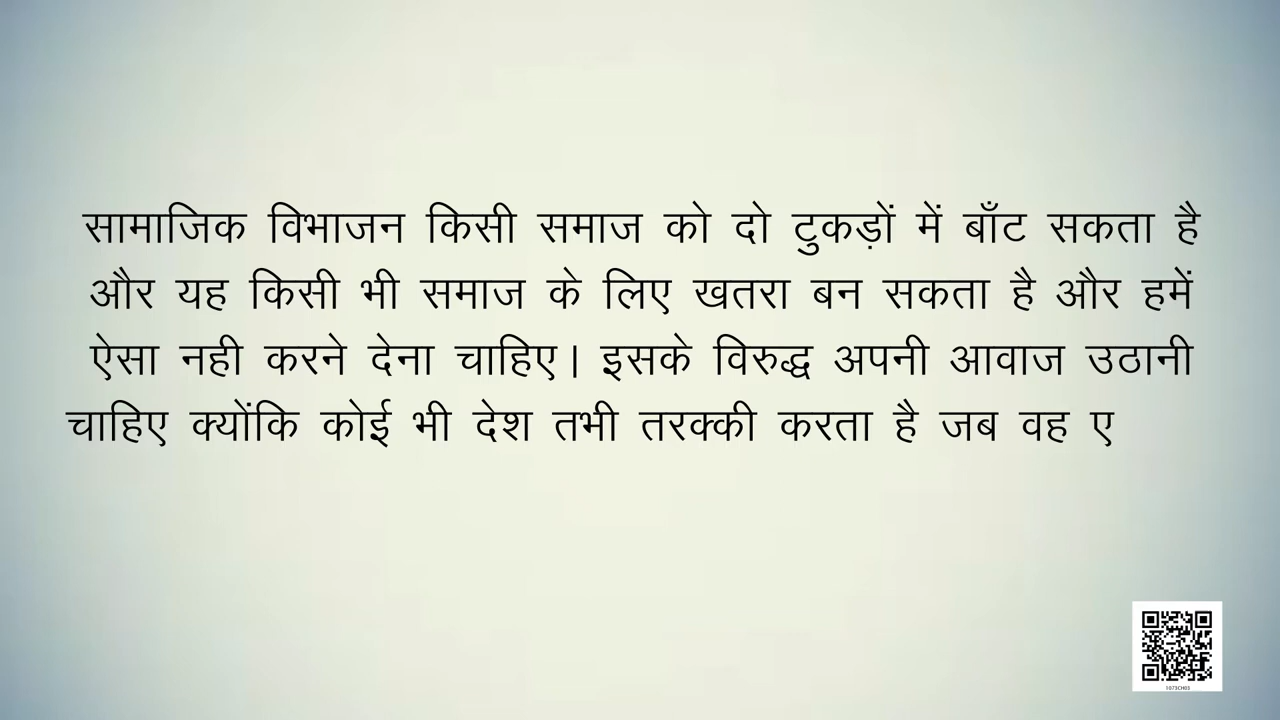 सामाजिक विभाजन किसी समाज को दो टुकड़ों में बाँट सकता है
और यह किसी भी समाज के लिए खतरा बन सकता है और हमें
ऐसा नही करने देना चाहिए। इसके विरुद्ध अपनी आवाज उठानी
चाहिए क्योंकि कोई भी देश तभी तरक्की करता है जब वह ए
1073CH03